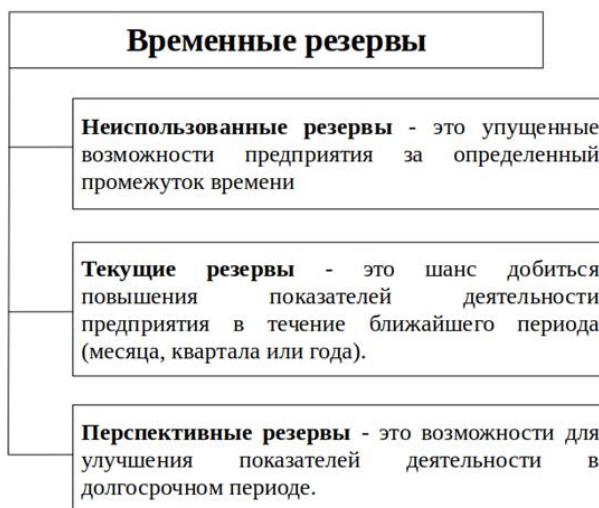 Временные резервы
Неиспользованные резервы - это упущенные
возможности предприятия за определенный
промежуток времени
Текущие резервы - это шанс добиться
повышения показателей деятельности
предприятия в течение ближайшего периода
(месяца, квартала или года).
Перспективные резервы - это возможности для
улучшения показателей деятельности в
долгосрочном периоде.